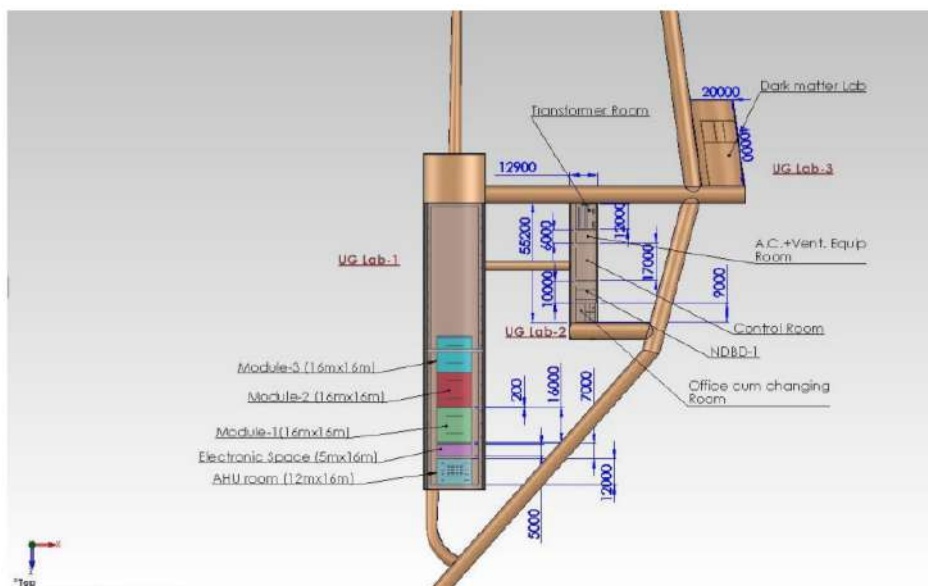 Dark matter Lab
20000
Transformer Room
40000
UG Lab-3
12900
12000
55200
6000
A.C.+Vent. Equip
Room
UG Lab-1
17000
10000
9000
UG Lab-2
Control Room
NDBD-1
Module-3 (16mx16m)
Office cum changing
Room
Module-2 (16mx16m)
200
16000
7000
Module-1(16mx16m)
Electronic Space (5mx16m)
AHU room (12mx16m)
12000
5000
X
Z
*Top